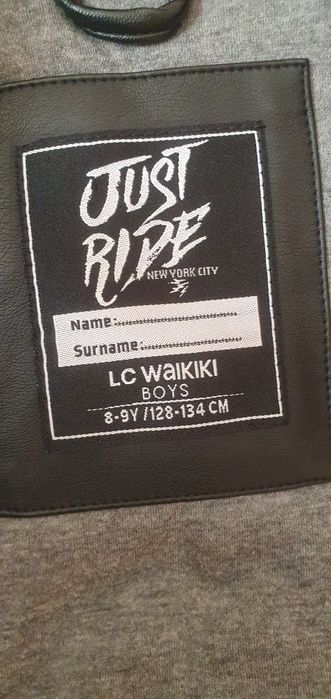 JUST
RIDE
NEW YORK CITY
Name:..............................
Surname:..........................
LC WAIKIKI
BOYS
8-9Y /128-134 CM